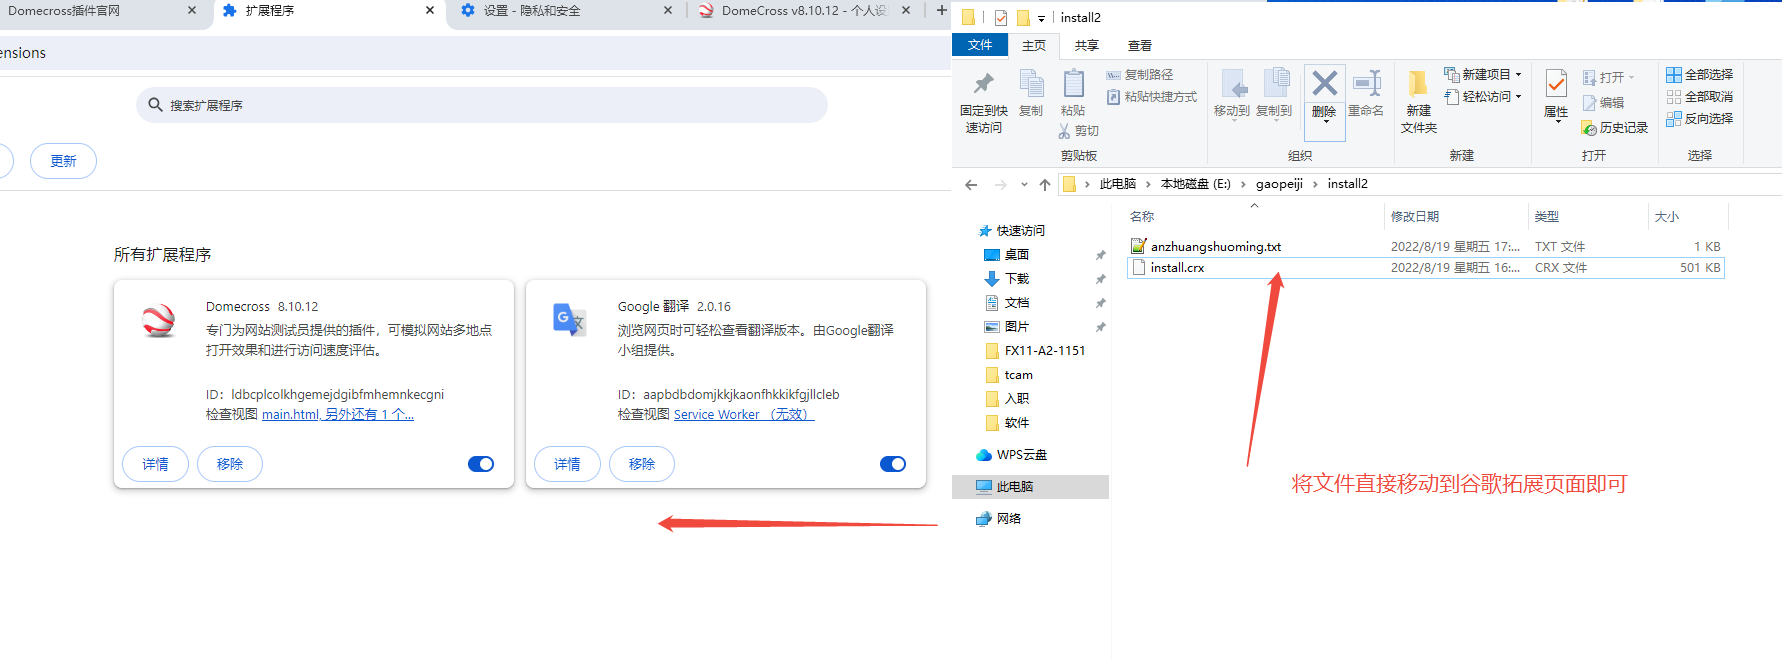 Domecross插件官网
扩展程序
设置 - 隐私和安全
DomeCross v8.10.12 - 个人设
ensions
搜索扩展程序
更新
所有扩展程序
Domecross 8.10.12
专门为网站测试员提供的插件，可模拟网站多地点
打开效果和进行访问速度评估。
ID：ldbcplcolkhgemejdgibfmhemnkecgni
检查视图 main.html, 另外还有 1 个...
详情
移除
Google 翻译 2.0.16
浏览网页时可轻松查看翻译版本。由Google翻译
小组提供。
ID：aapbdbdomjkkjkaonfhkkikfgjllcleb
检查视图 Service Worker （无效）
详情
移除
install2
文件
主页
共享
查看
固定到快
速访问
复制
粘贴
复制路径
粘贴快捷方式
剪切
剪贴板
移动到
复制到
删除
重命名
组织
新建
文件夹
新建项目
轻松访问
新建
属性
打开
编辑
历史记录
打开
全部选择
全部取消
反向选择
选择
此电脑 › 本地磁盘 (E:) › gaopeiji › install2
快速访问
桌面
下载
文档
图片
FX11-A2-1151
tcam
入职
软件
WPS云盘
此电脑
网络
名称 修改日期 类型 大小
anzhuangshuoming.txt 2022/8/19 星期五 17:... TXT 文件 1 KB
install.crx 2022/8/19 星期五 16:... CRX 文件 501 KB
将文件直接移动到谷歌拓展页面即可